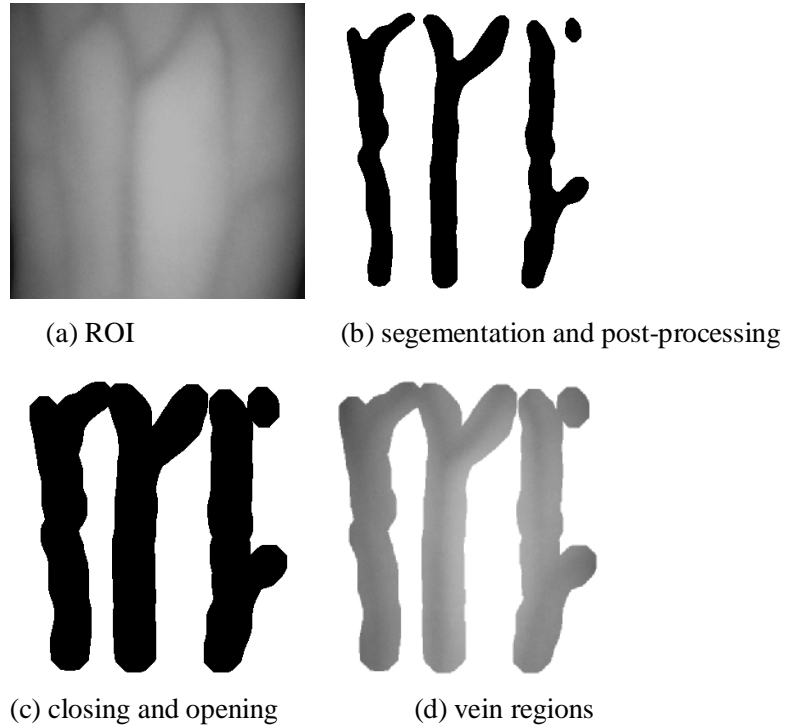 (a) ROI
(b) segementation and post-processing
(c) closing and opening
(d) vein regions